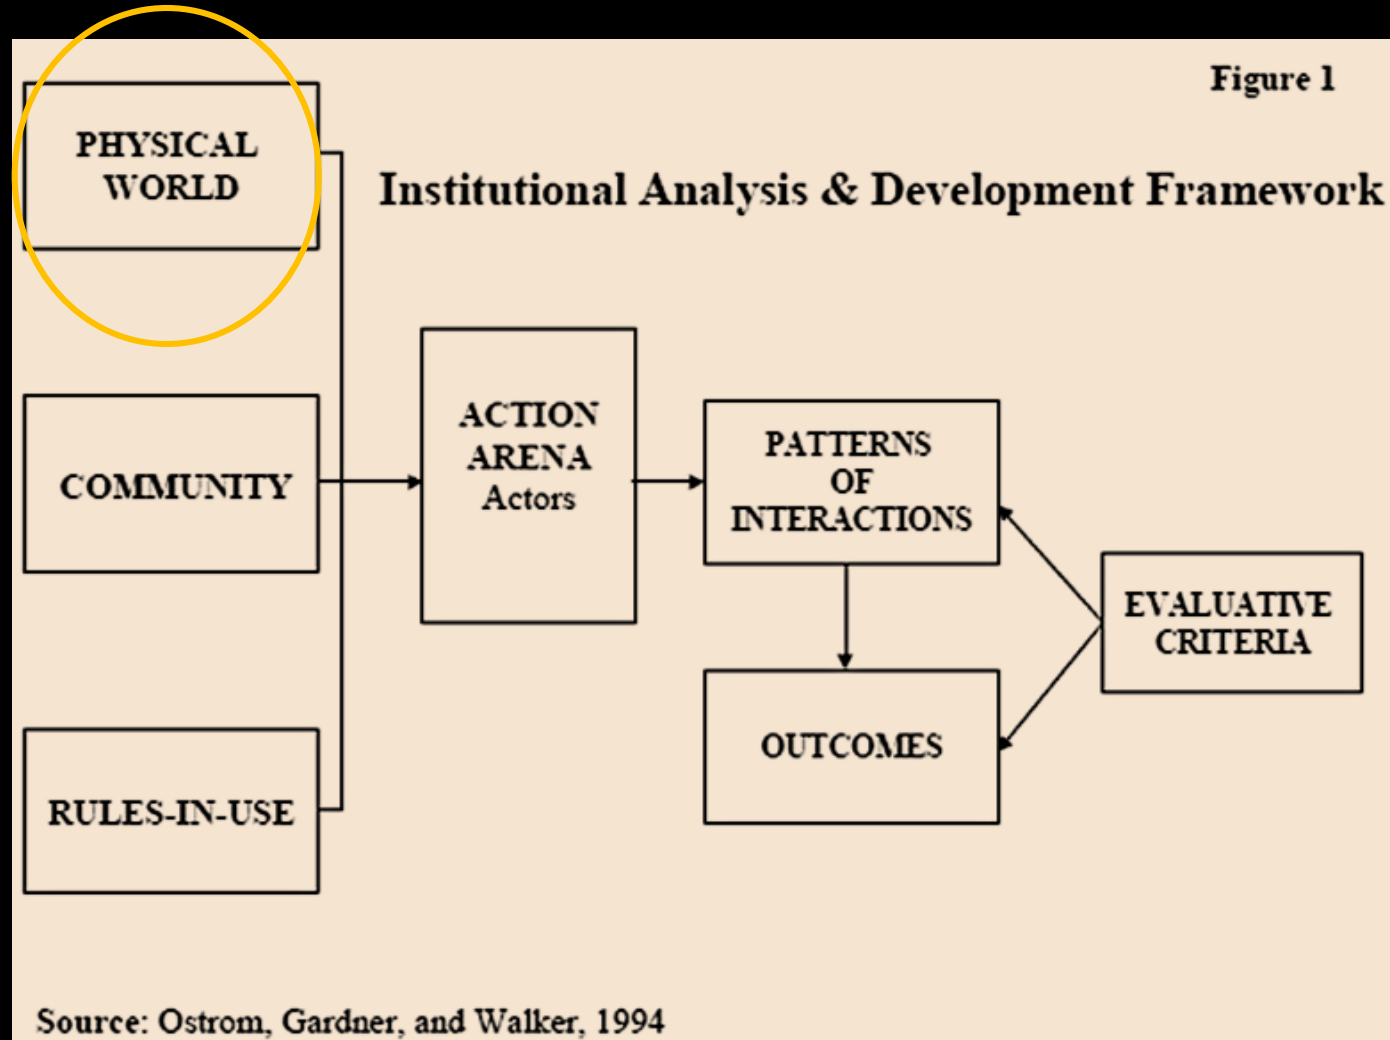 Figure 1
PHYSICAL
WORLD
Institutional Analysis & Development Framework
ACTION
ARENA
Actors
COMMUNITY
PATTERNS
OF
INTERACTIONS
EVALUATIVE
CRITERIA
OUTCOMES
RULES-IN-USE
Source: Ostrom, Gardner, and Walker, 1994